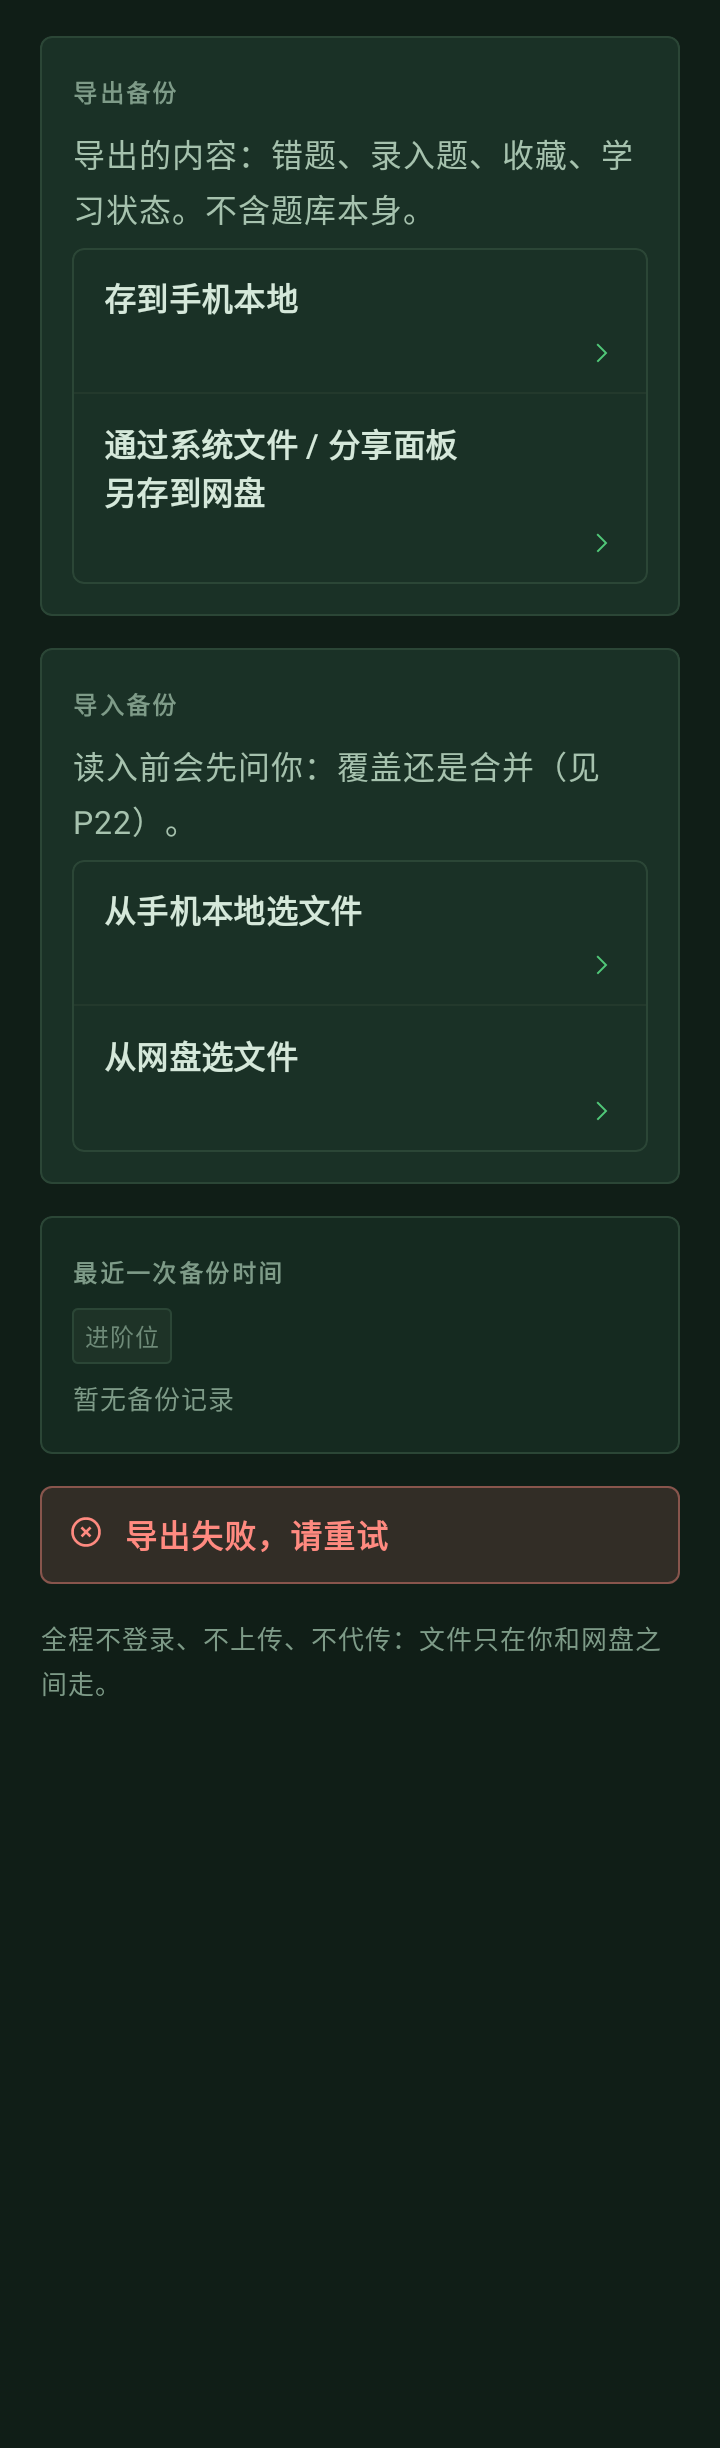 导出备份
导出的内容：错题、录入题、收藏、学
习状态。不含题库本身。
存到手机本地
通过系统文件 / 分享面板
另存到网盘
导入备份
读入前会先问你：覆盖还是合并（见
P22）。
从手机本地选文件
从网盘选文件
最近一次备份时间
进阶位
暂无备份记录
导出失败，请重试
全程不登录、不上传、不代传：文件只在你和网盘之
间走。